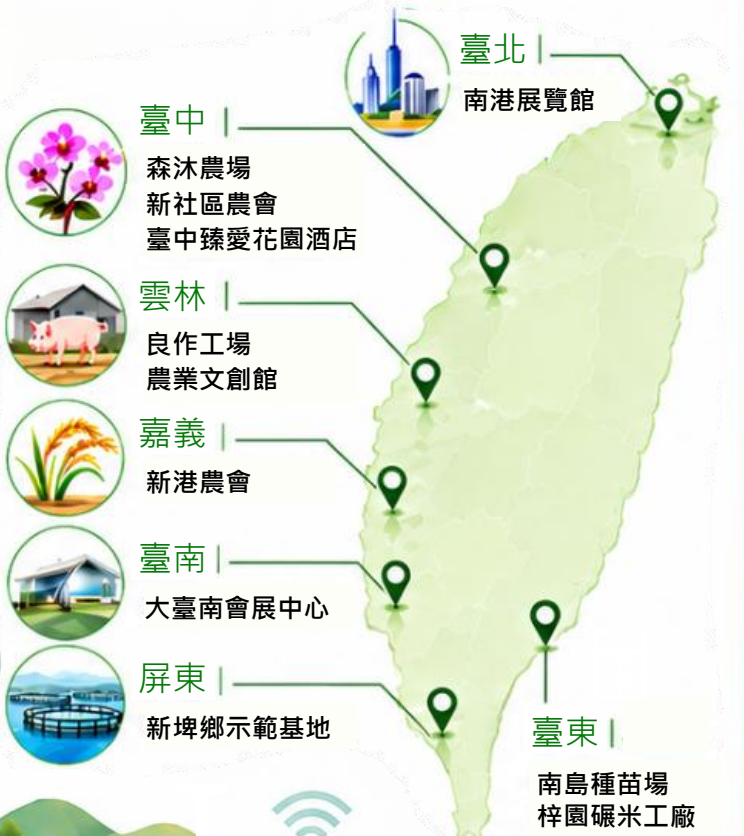 臺北
南港展覽館
臺中
森沐農場
新社區農會
臺中臻愛花園酒店
雲林
良作工場
農業文創館
嘉義
新港農會
臺南
大臺南會展中心
屏東
新埤鄉示範基地
臺東
南島種苗場
梓園碾米工廠